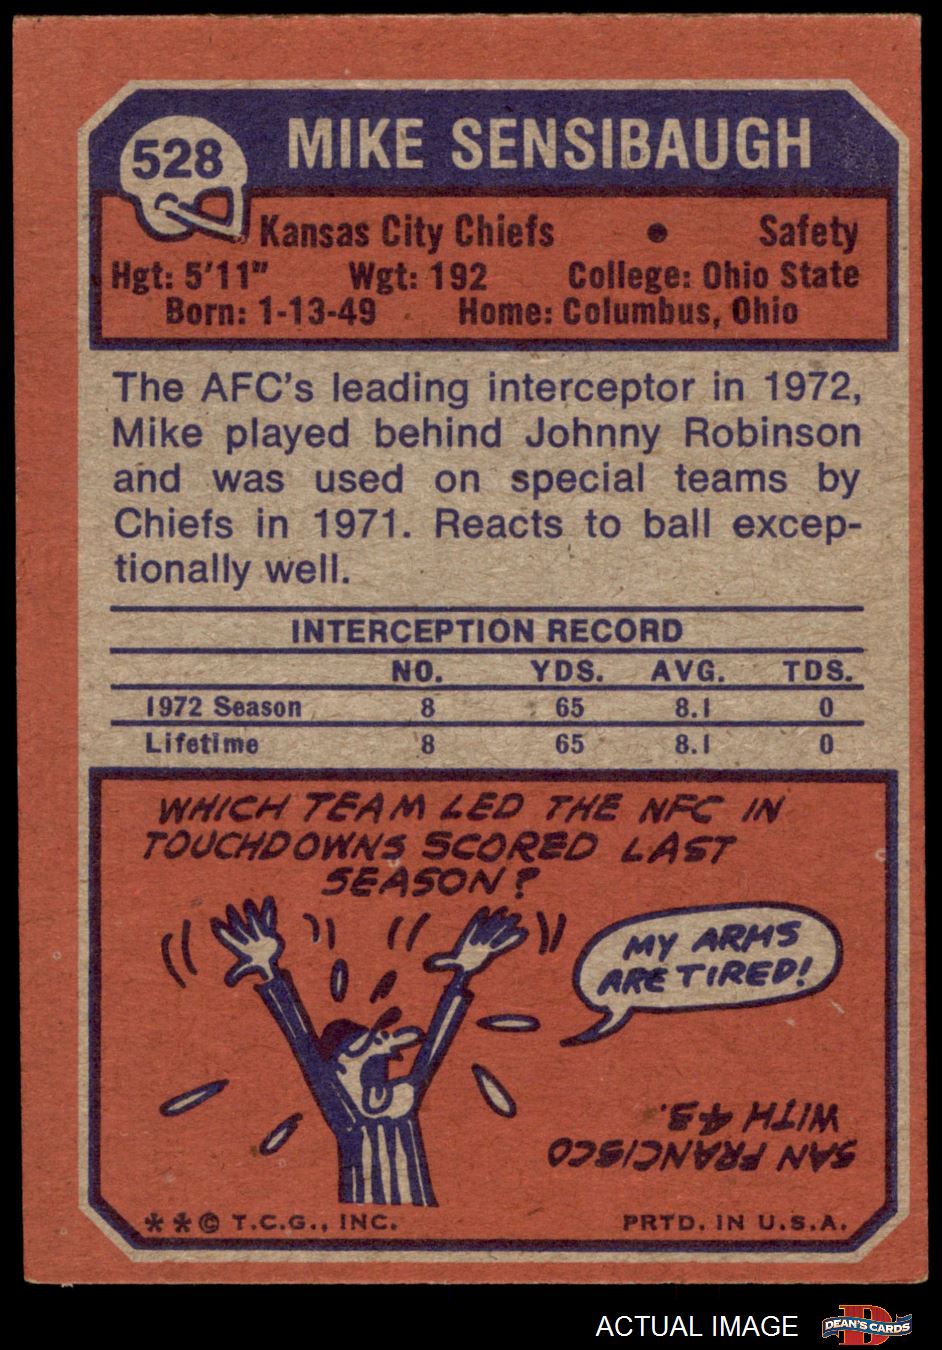 528
MIKE SENSIBAUGH
Kansas City Chiefs • Safety
Hgt: 5'11" Wgt: 192 College: Ohio State
Born: 1-13-49 Home: Columbus, Ohio
The AFC's leading interceptor in 1972,
Mike played behind Johnny Robinson
and was used on special teams by
Chiefs in 1971. Reacts to ball excep-
tionally well.
INTERCEPTION RECORD
NO. YDS. AVG. TDS.
1972 Season 8 65 8.1 0
Lifetime 8 65 8.1 0
WHICH TEAM LED THE NFC IN
TOUCHDOWNS SCORED LAST
SEASON?
MY ARMS
ARE TIRED!
SAN FRANCISCO
WITH 43.
**© T.C.G., INC. PRTD. IN U.S.A.
ACTUAL IMAGE
D
DEAN'S CARDS